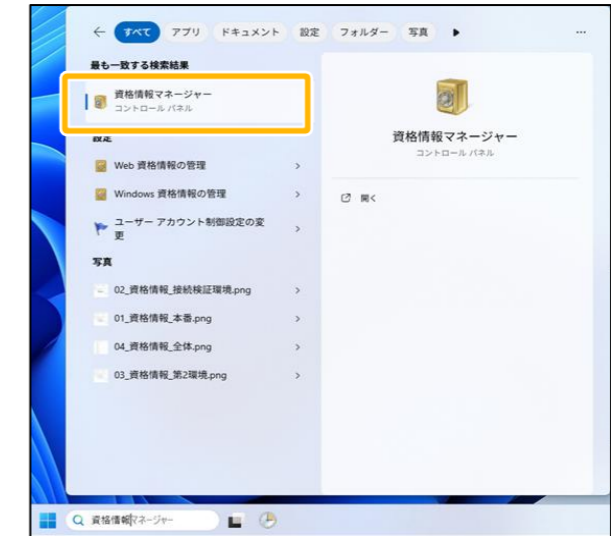 すべて アプリ ドキュメント 設定 フォルダー 写真
最も一致する検索結果
資格情報マネージャー
コントロール パネル
設定
Web 資格情報の管理
Windows 資格情報の管理
ユーザー アカウント制御設定の変
更
写真
02_資格情報_接続検証環境.png
01_資格情報_本番.png
04_資格情報_全体.png
03_資格情報_第2環境.png
資格情報マネージャー
コントロール パネル
開く
資格情報マネージャー